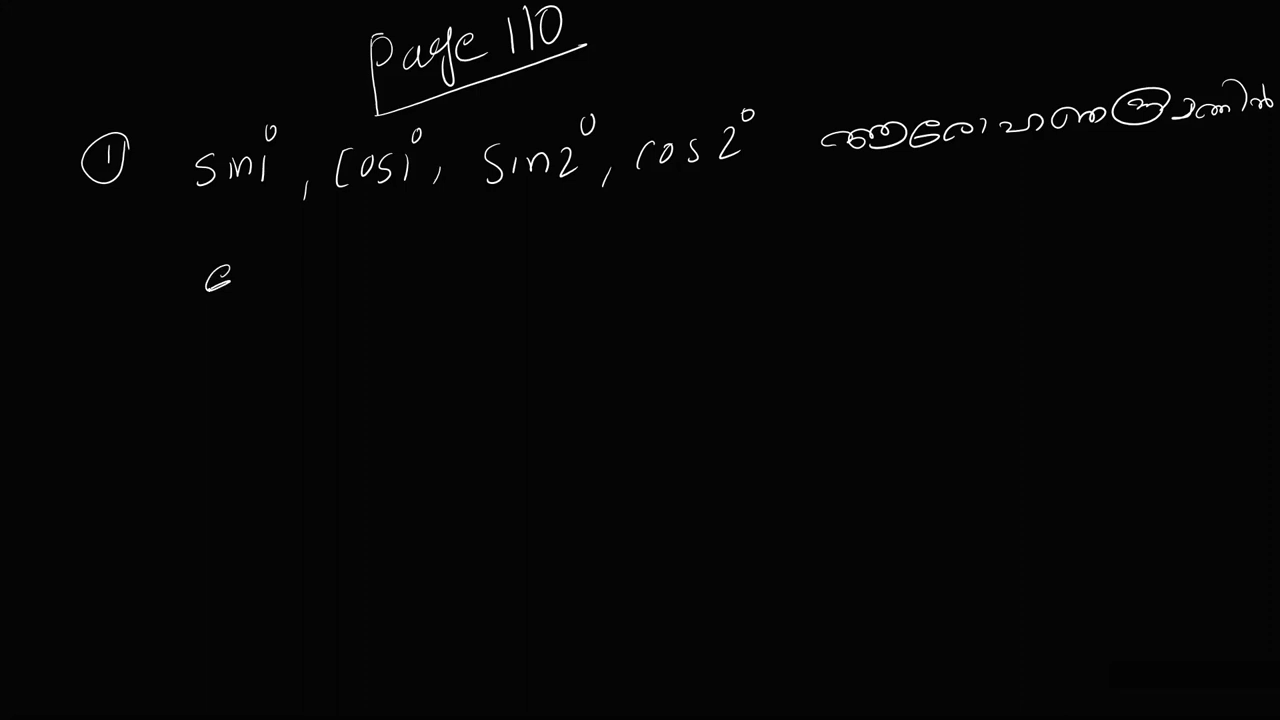 Page 110
① sin1°, cos1°, sin2°, cos2° ആരോഹണക്രമത്തിൽ